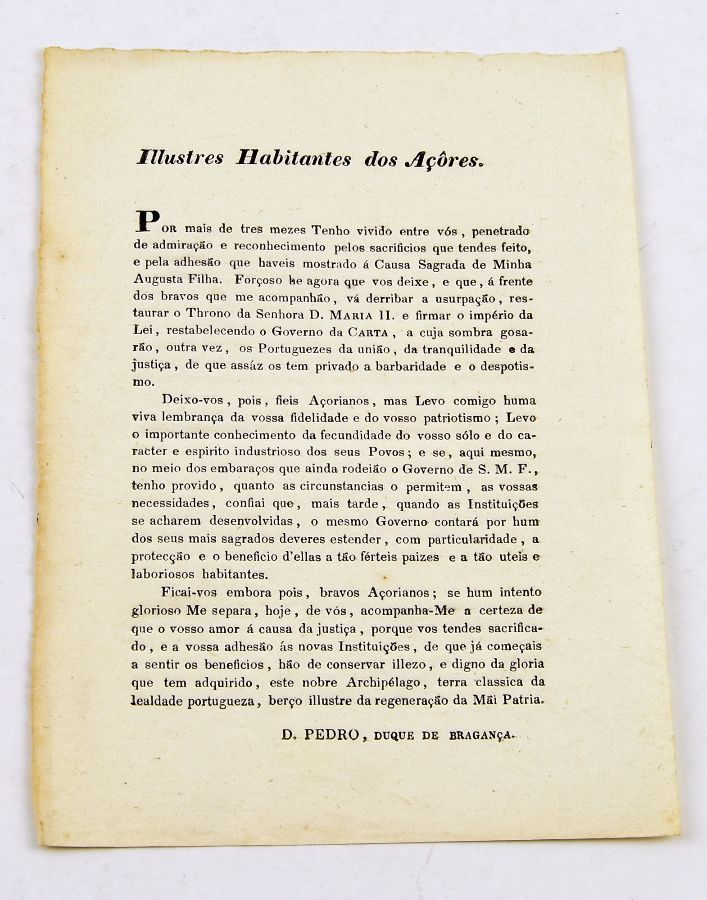 Illustres Habitantes dos Açôres.
POR mais de tres mezes Tenho vivido entre vós, penetrado
de admiração e reconhecimento pelos sacrificios que tendes feito,
e pela adhesão que haveis mostrado á Causa Sagrada de Minha
Augusta Filha. Forçoso he agora que vos deixe, e que, á frente
dos bravos que me acompanhão, vá derribar a usurpação, res-
taurar o Throno da Senhora D. MARIA II. e firmar o império da
Lei, restabelecendo o Governo da CARTA, a cuja sombra gosa-
rão, outra vez, os Portuguezes da união, da tranquilidade e da
justiça, de que assáz os tem privado a barbaridade e o despotis-
mo.
Deixo-vos, pois, fieis Açorianos, mas Levo comigo huma
viva lembrança da vossa fidelidade e do vosso patriotismo; Levo
o importante conhecimento da fecundidade do vosso sólo e do ca-
racter e espirito industrioso dos seus Povos; e se, aqui mesmo,
no meio dos embaraços que ainda rodeião o Governo de S. M. F.,
tenho provido, quanto as circunstancias o permitem, as vossas
necessidades, confiai que, mais tarde, quando as Instituições
se acharem desenvolvidas, o mesmo Governo contará por hum
dos seus mais sagrados deveres estender, com particularidade, a
protecção e o beneficio d'ellas a tão férteis paizes e a tão uteis e
laboriosos habitantes.
Ficai-vos embora pois, bravos Açorianos; se hum intento
glorioso Me separa, hoje, de vós, acompanha-Me a certeza de
que o vosso amor á causa da justiça, porque vos tendes sacrifica-
do, e a vossa adhesão ás novas Instituições, de que já começais
a sentir os beneficios, hão de conservar illezo, e digno da gloria
que tem adquirido, este nobre Archipélago, terra classica da
lealdade portugueza, berço illustre da regeneração da Mãi Patria.
D. PEDRO, DUQUE DE BRAGANÇA.